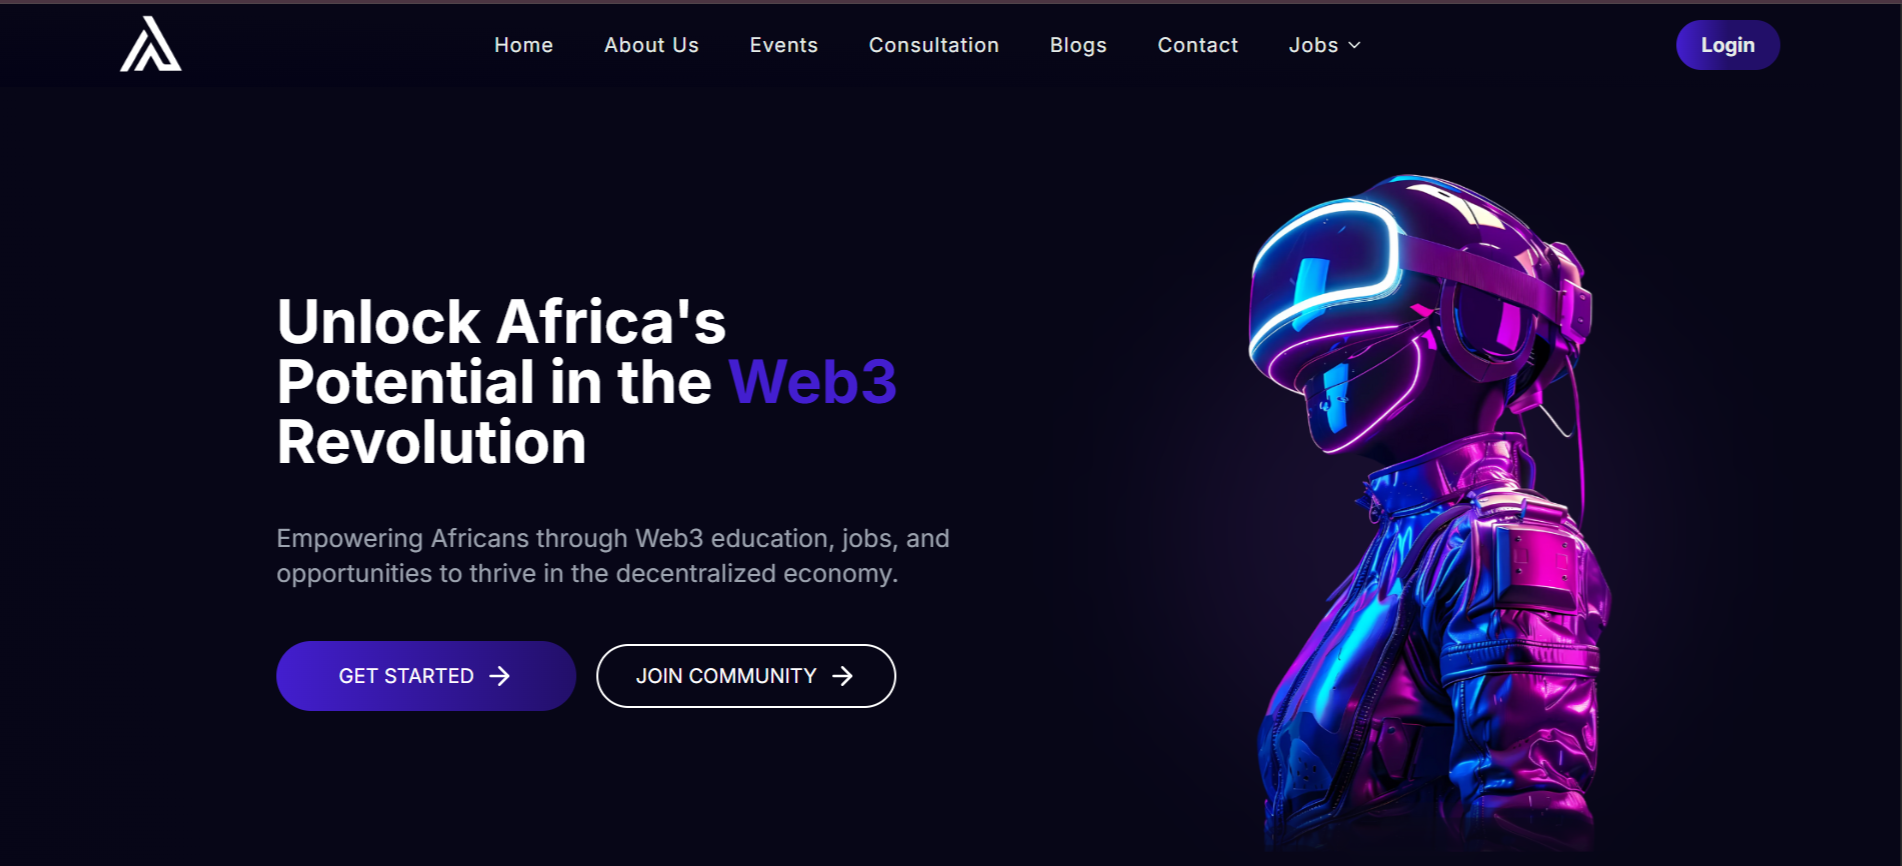 Home
About Us
Events
Consultation
Blogs
Contact
Jobs
Login
Unlock Africa's
Potential in the Web3
Revolution
Empowering Africans through Web3 education, jobs, and
opportunities to thrive in the decentralized economy.
GET STARTED
JOIN COMMUNITY